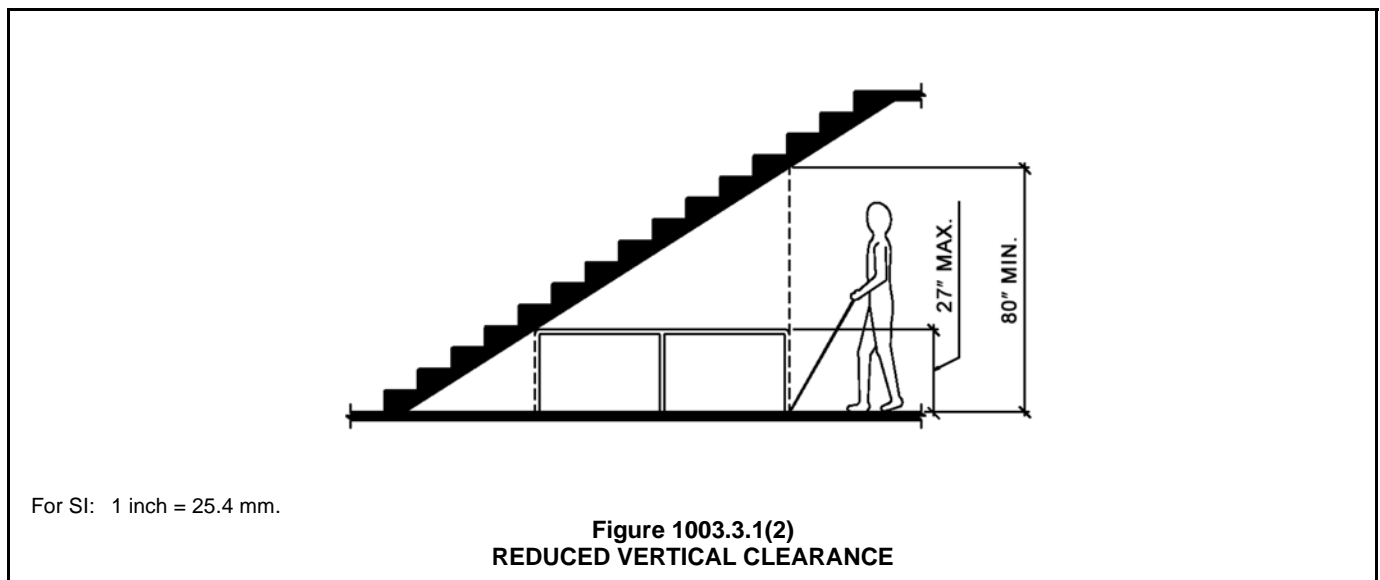 27" MAX.
80" MIN.
For SI: 1 inch = 25.4 mm.
Figure 1003.3.1(2)
REDUCED VERTICAL CLEARANCE